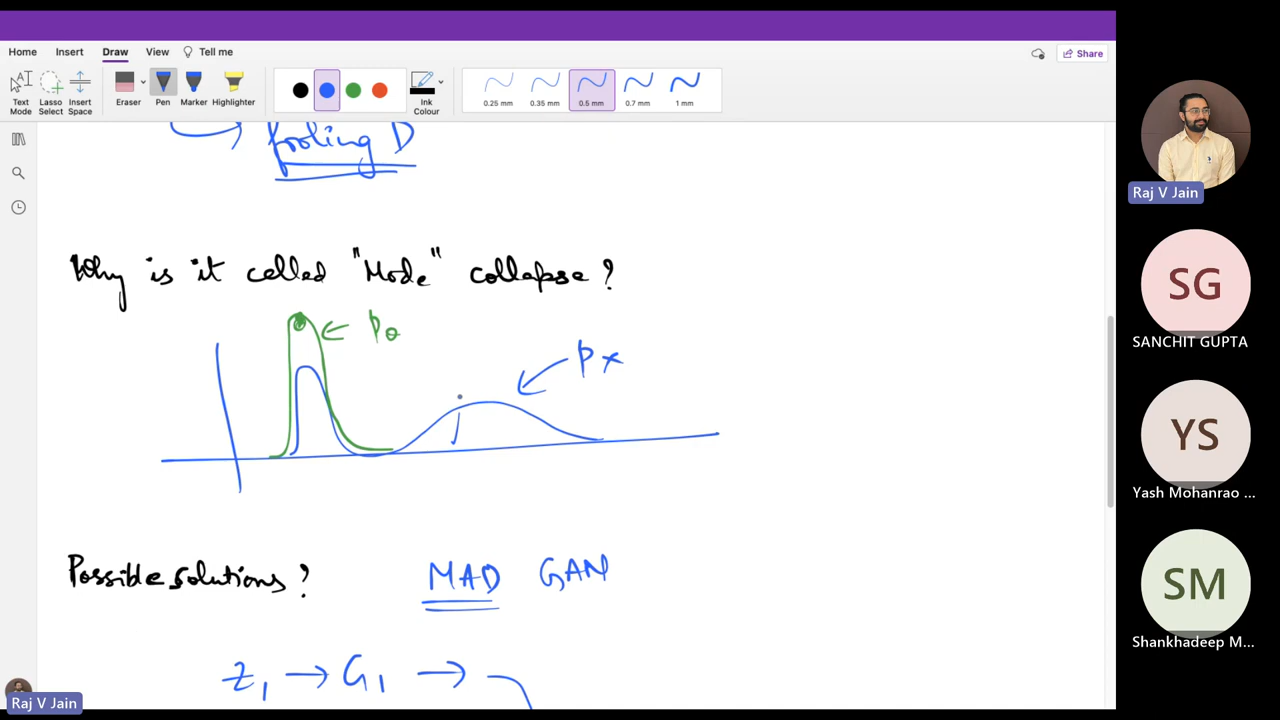 Home Insert Draw View Tell me
Share
Text Mode
Lasso Select
Insert Space
Eraser
Pen
Marker
Highlighter
Ink Colour
0.25 mm
0.35 mm
0.5 mm
0.7 mm
1 mm
fooling D
Why is it called "Mode" collapse?
Pθ
Px
Possible solutions? MAD GAN
z1 → G1 →
Raj V Jain
SG
SANCHIT GUPTA
YS
Yash Mohanrao ...
SM
Shankhadeep M...
Raj V Jain